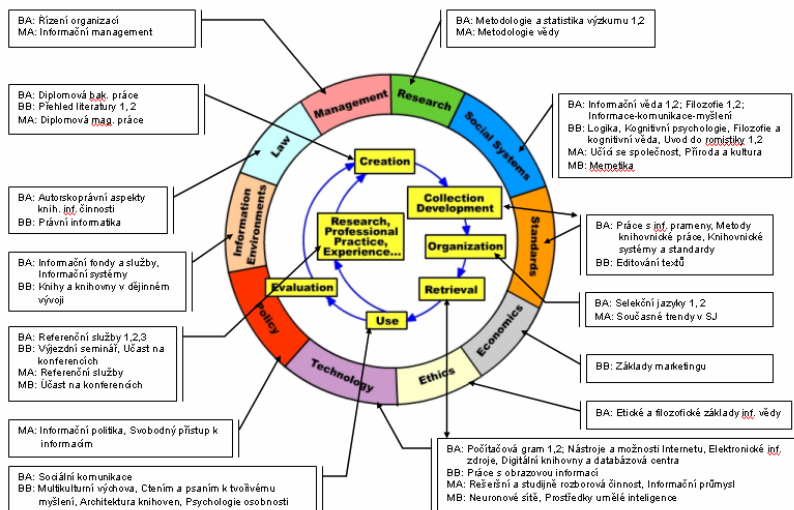 BA: Řízení organizací
MA: Informační management
BA: Metodologie a statistika výzkumu 1,2
MA: Metodologie vědy
BA: Diplomová bak. práce
BB: Přehled literatury 1, 2
MA: Diplomová mag. práce
BA: Informační věda 1,2; Filozofie 1,2;
Informace-komunikace-myšlení
BB: Logika, Kognitivní psychologie, Filozofie a
kognitivní věda, Uvod do romistiky 1,2
MA: Učící se společnost, Příroda a kultura
MB: Memetika
BA: Autorskoprávní aspekty
knih. inf. činnosti
BB: Právní informatika
BA: Práce s inf. prameny, Metody
knihovnické práce, Knihovnické
systémy a standardy
BB: Editování textů
BA: Informační fondy a služby,
Informační systémy
BB: Knihy a knihovny v dějinném
vývoji
BA: Selekční jazyky 1, 2
MA: Současné trendy v SJ
BA: Referenční služby 1,2,3
BB: Výjezdní seminář, Učast na
konferencích
MA: Referenční služby
MB: Účast na konferencích
BB: Základy marketingu
MA: Informační politika, Svobodný přístup k
informacím
BA: Etické a filozofické základy inf. vědy
BA: Sociální komunikace
BB: Multikulturní výchova, Ctením a psaním k tvořivému
myšlení, Architektura knihoven, Psychologie osobnosti
BA: Počítačová gram 1,2; Nástroje a možnosti Internetu, Elektronické inf.
zdroje, Digitální knihovny a databázová centra
BB: Práce s obrazovou informací
MA: Rešeršní a studijně rozborová činnost, Informační průmysl
MB: Neuronové sítě, Prostředky umělé inteligence
Management
Research
Social Systems
Standards
Economics
Ethics
Technology
Policy
Information
Environments
Law
Creation
Collection
Development
Organization
Retrieval
Use
Evaluation
Research,
Professional
Practice,
Experience...